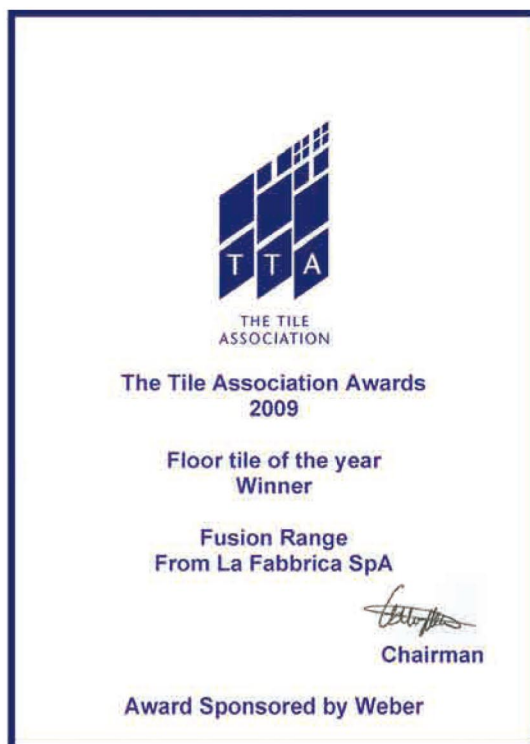 TTA
THE TILE
ASSOCIATION
The Tile Association Awards
2009
Floor tile of the year
Winner
Fusion Range
From La Fabbrica SpA
Chairman
Award Sponsored by Weber